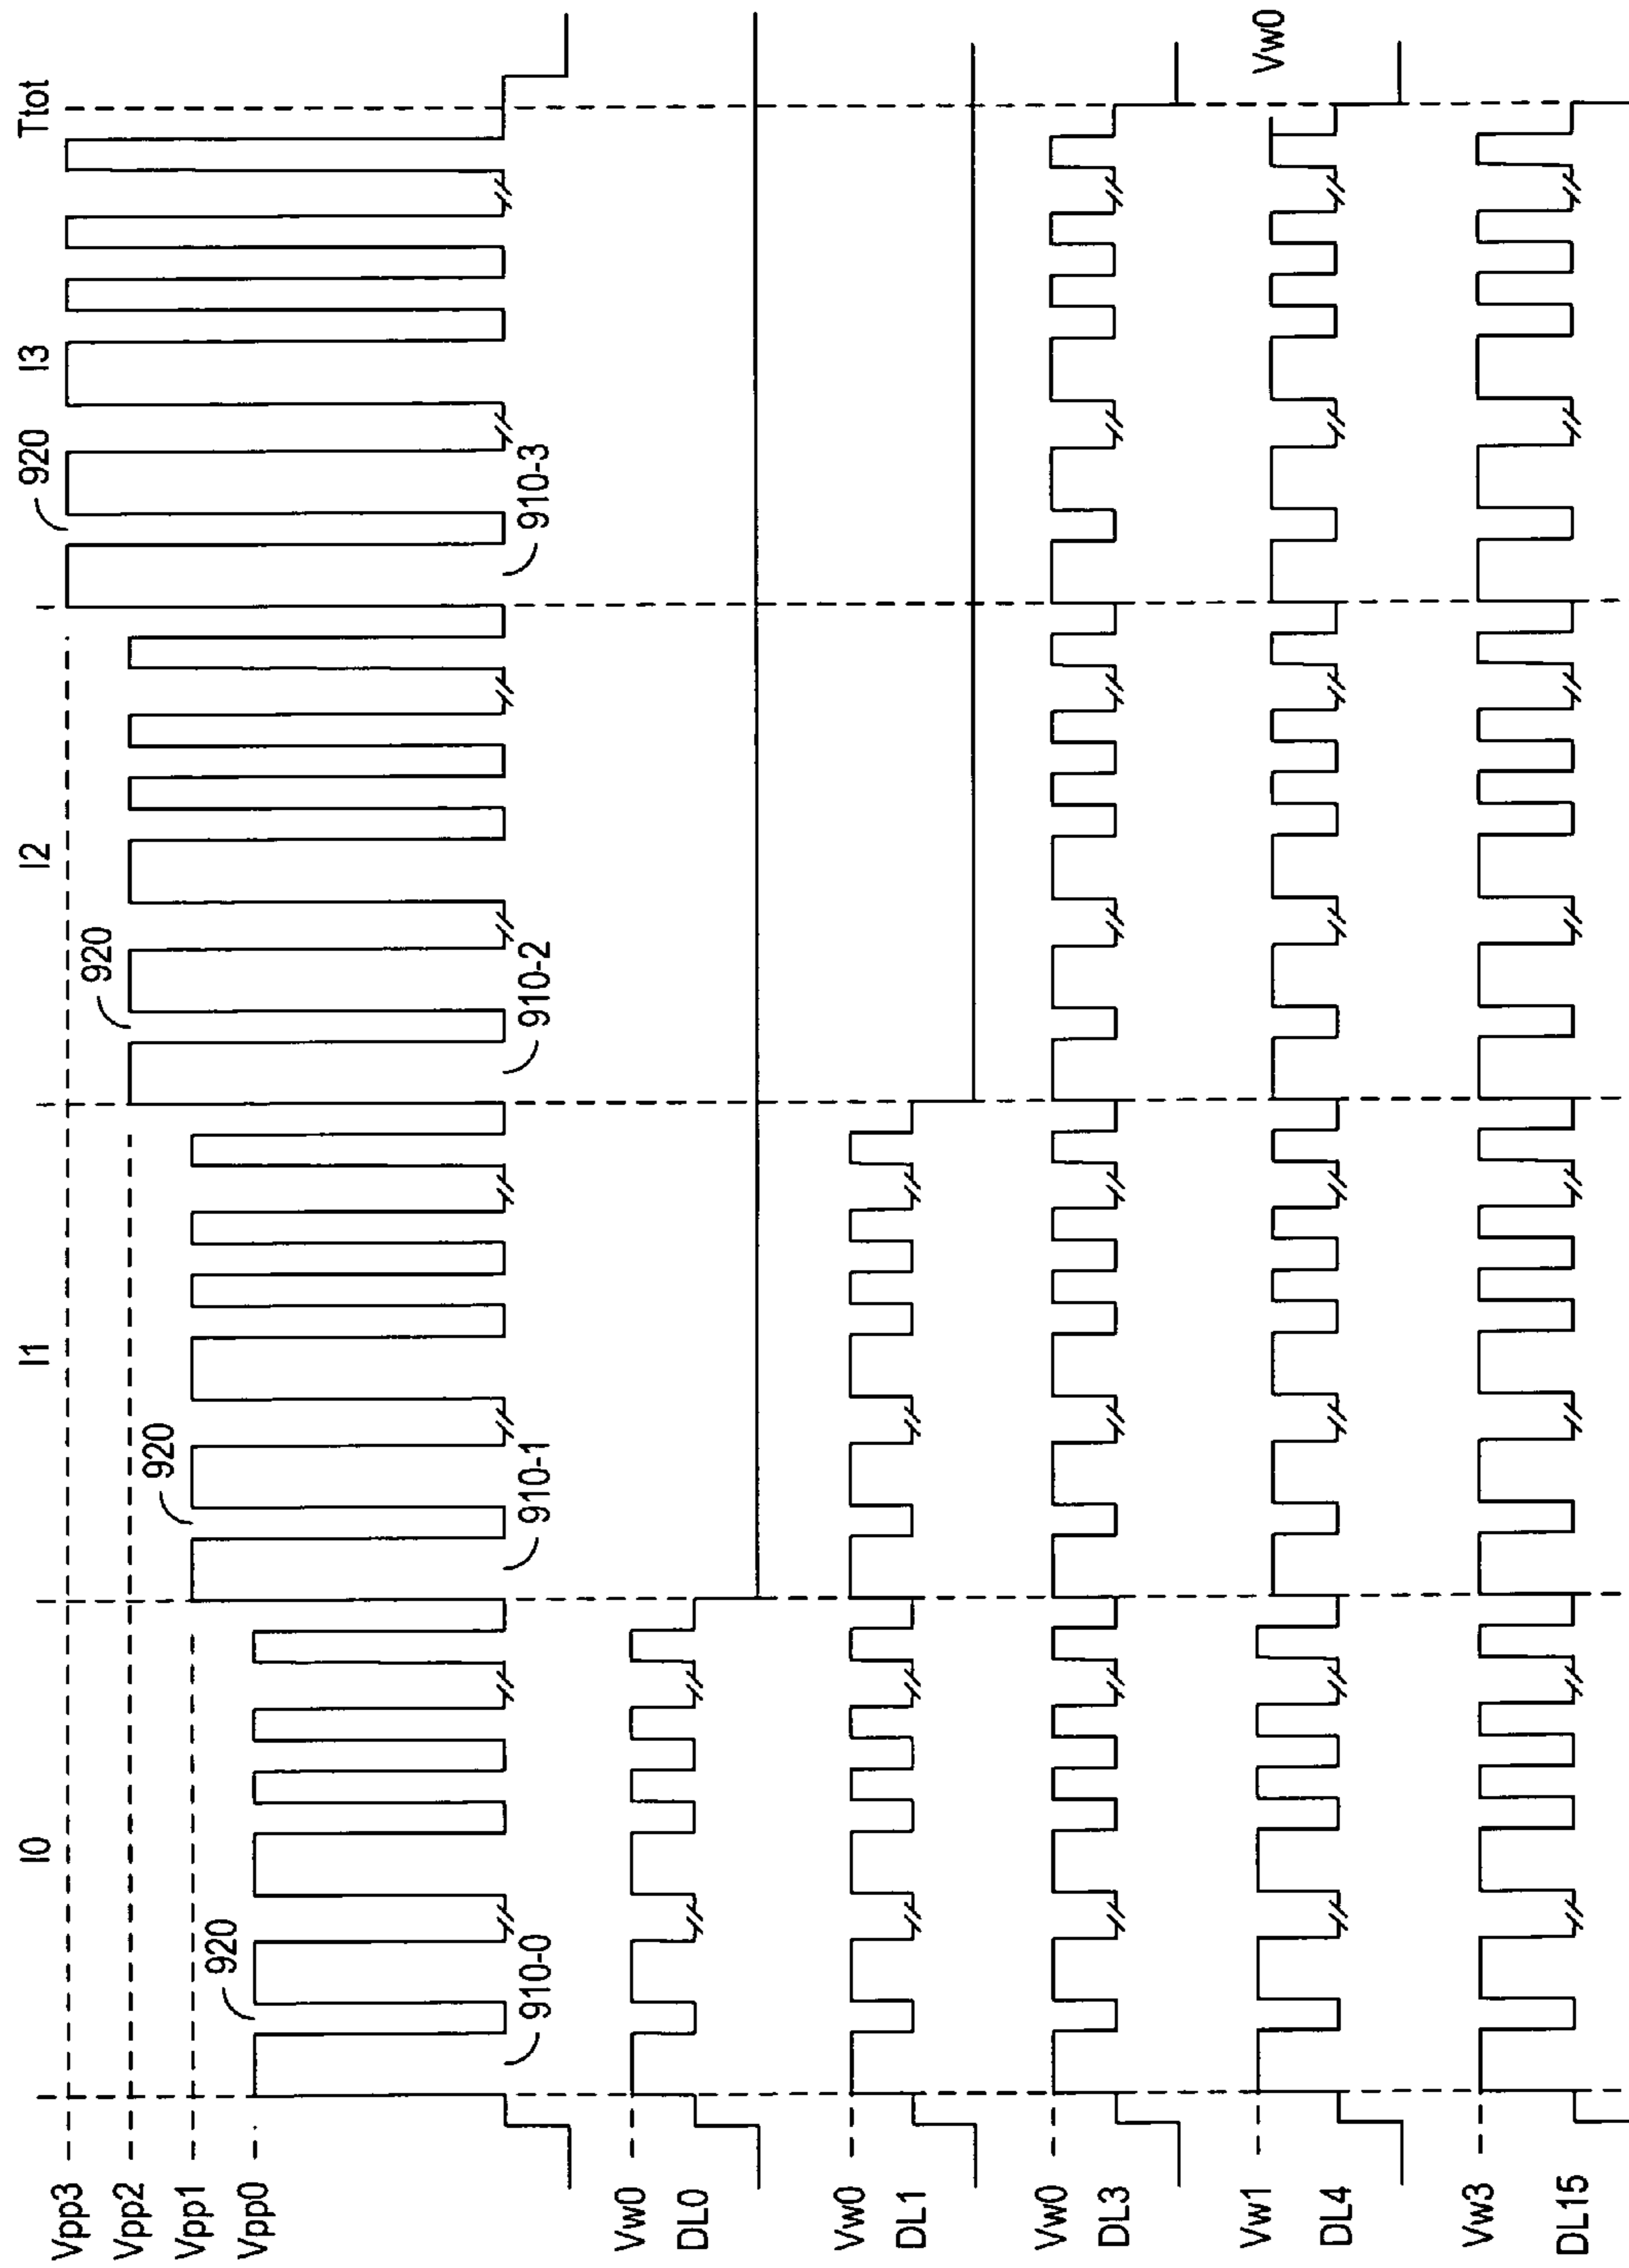 I0 I1 I2 I3 Ttot
Vpp3
Vpp2
Vpp1
Vpp0
920 920 920 920
910-0 910-1 910-2 910-3
Vw0
DL0
Vw0
DL1
Vw0
DL3
Vw1 Vw0
DL4
Vw3
DL15